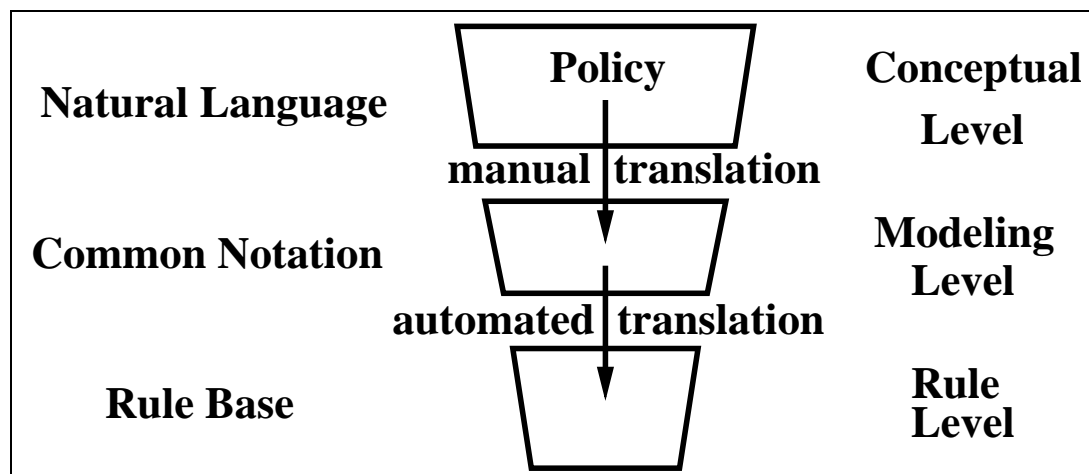 Policy
Conceptual
Natural Language
Level
manual translation
Modeling
Common Notation
Level
automated translation
Rule
Rule Base
Level